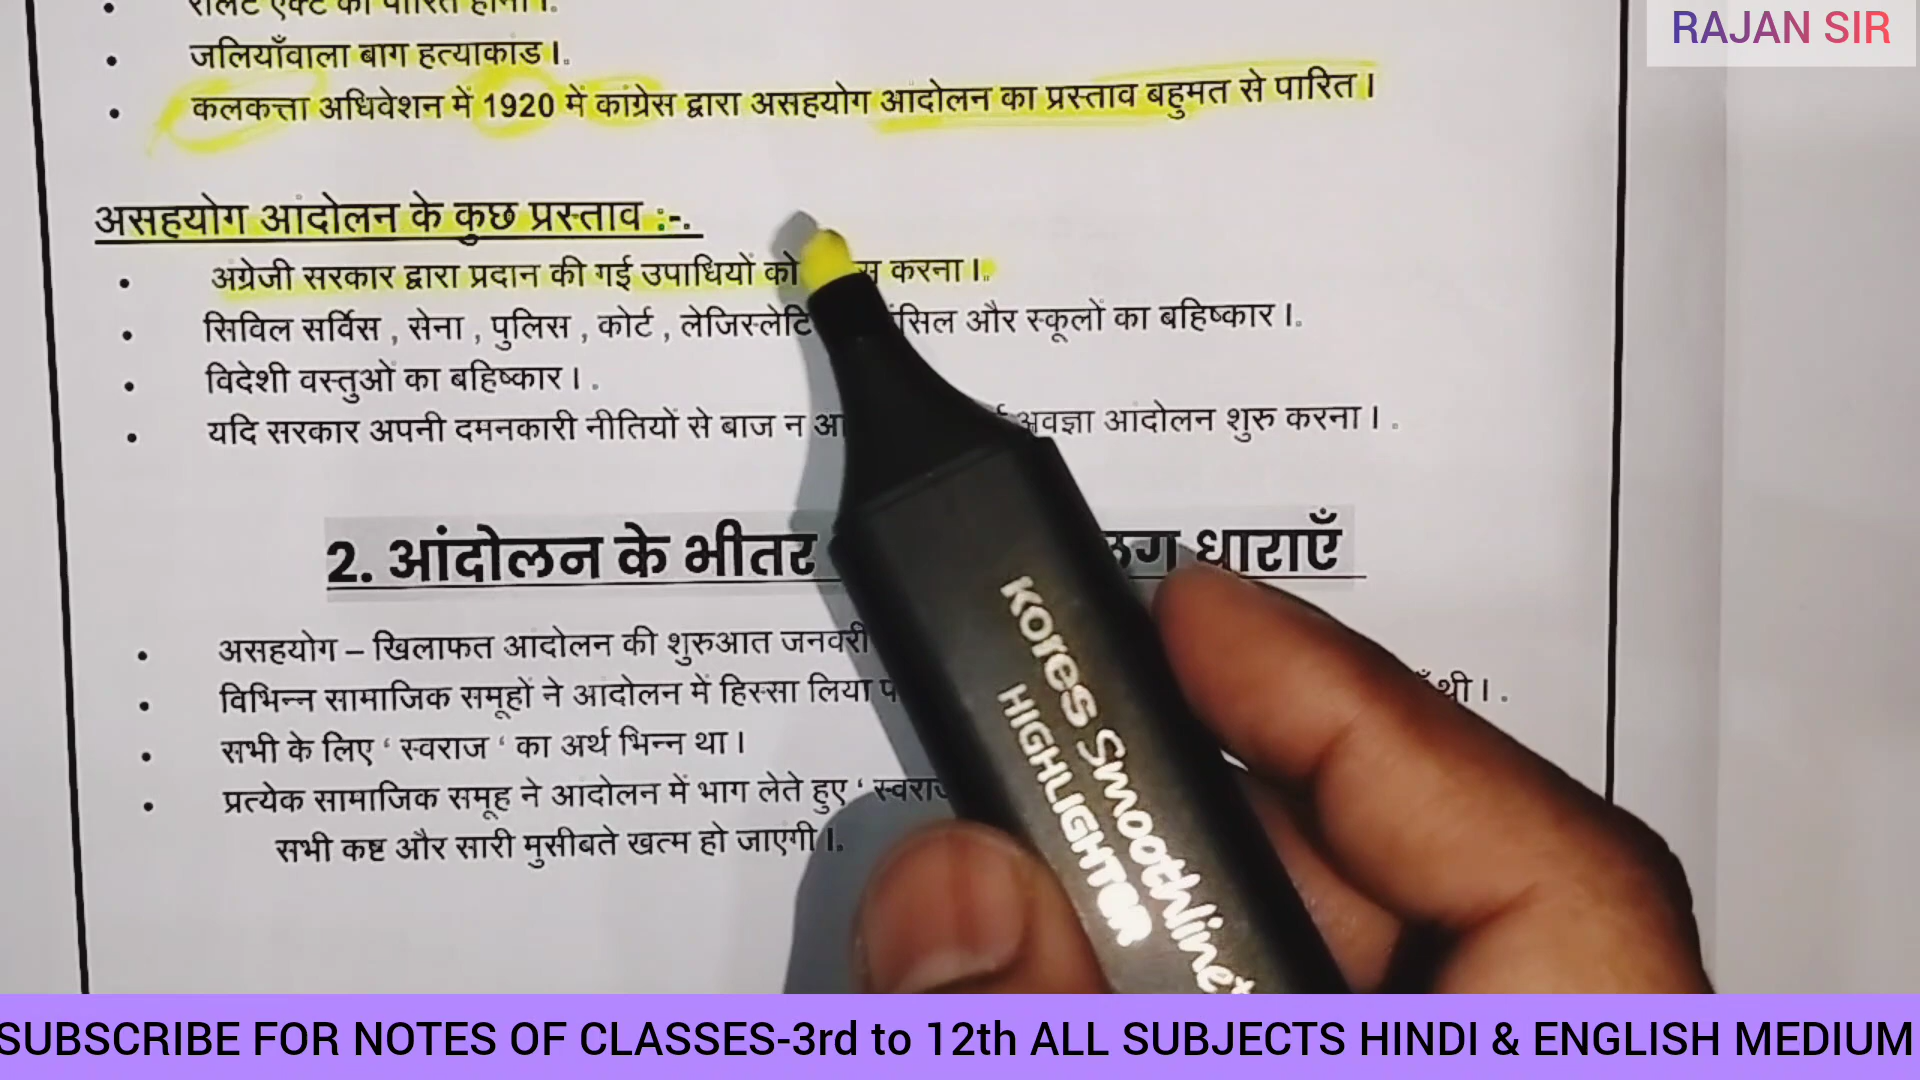 रॉलेट एक्ट का पारित होना ।.
RAJAN SIR
• जलियाँवाला बाग हत्याकाड ।.
• कलकत्ता अधिवेशन में 1920 में कांग्रेस द्वारा असहयोग आदोलन का प्रस्ताव बहुमत से पारित ।
असहयोग आंदोलन के कुछ प्रस्ताव :-.
• अंग्रेजी सरकार द्वारा प्रदान की गई उपाधियों को करना ।.
• सिविल सर्विस , सेना , पुलिस , कोर्ट , और स्कूलों का बहिष्कार ।.
• विदेशी वस्तुओं का बहिष्कार । .
• यदि सरकार अपनी दमनकारी नीतियों से बाज न अवज्ञा आदोलन शुरु करना । .
2. आंदोलन के भीतर धाराएँ
• असहयोग – खिलाफत आदोलन की शुरुआत जनवरी
• विभिन्न सामाजिक समूहों ने आदोलन में हिस्सा लिया थी । .
• सभी के लिए ‘ स्वराज ‘ का अर्थ भिन्न था ।
• प्रत्येक सामाजिक समूह ने आदोलन में भाग लेते हुए ‘
सभी कष्ट और सारी मुसीबते खत्म हो जाएगी ।.
Kores Smoothliner
HIGHLIGHTER
SUBSCRIBE FOR NOTES OF CLASSES-3rd to 12th ALL SUBJECTS HINDI & ENGLISH MEDIUM